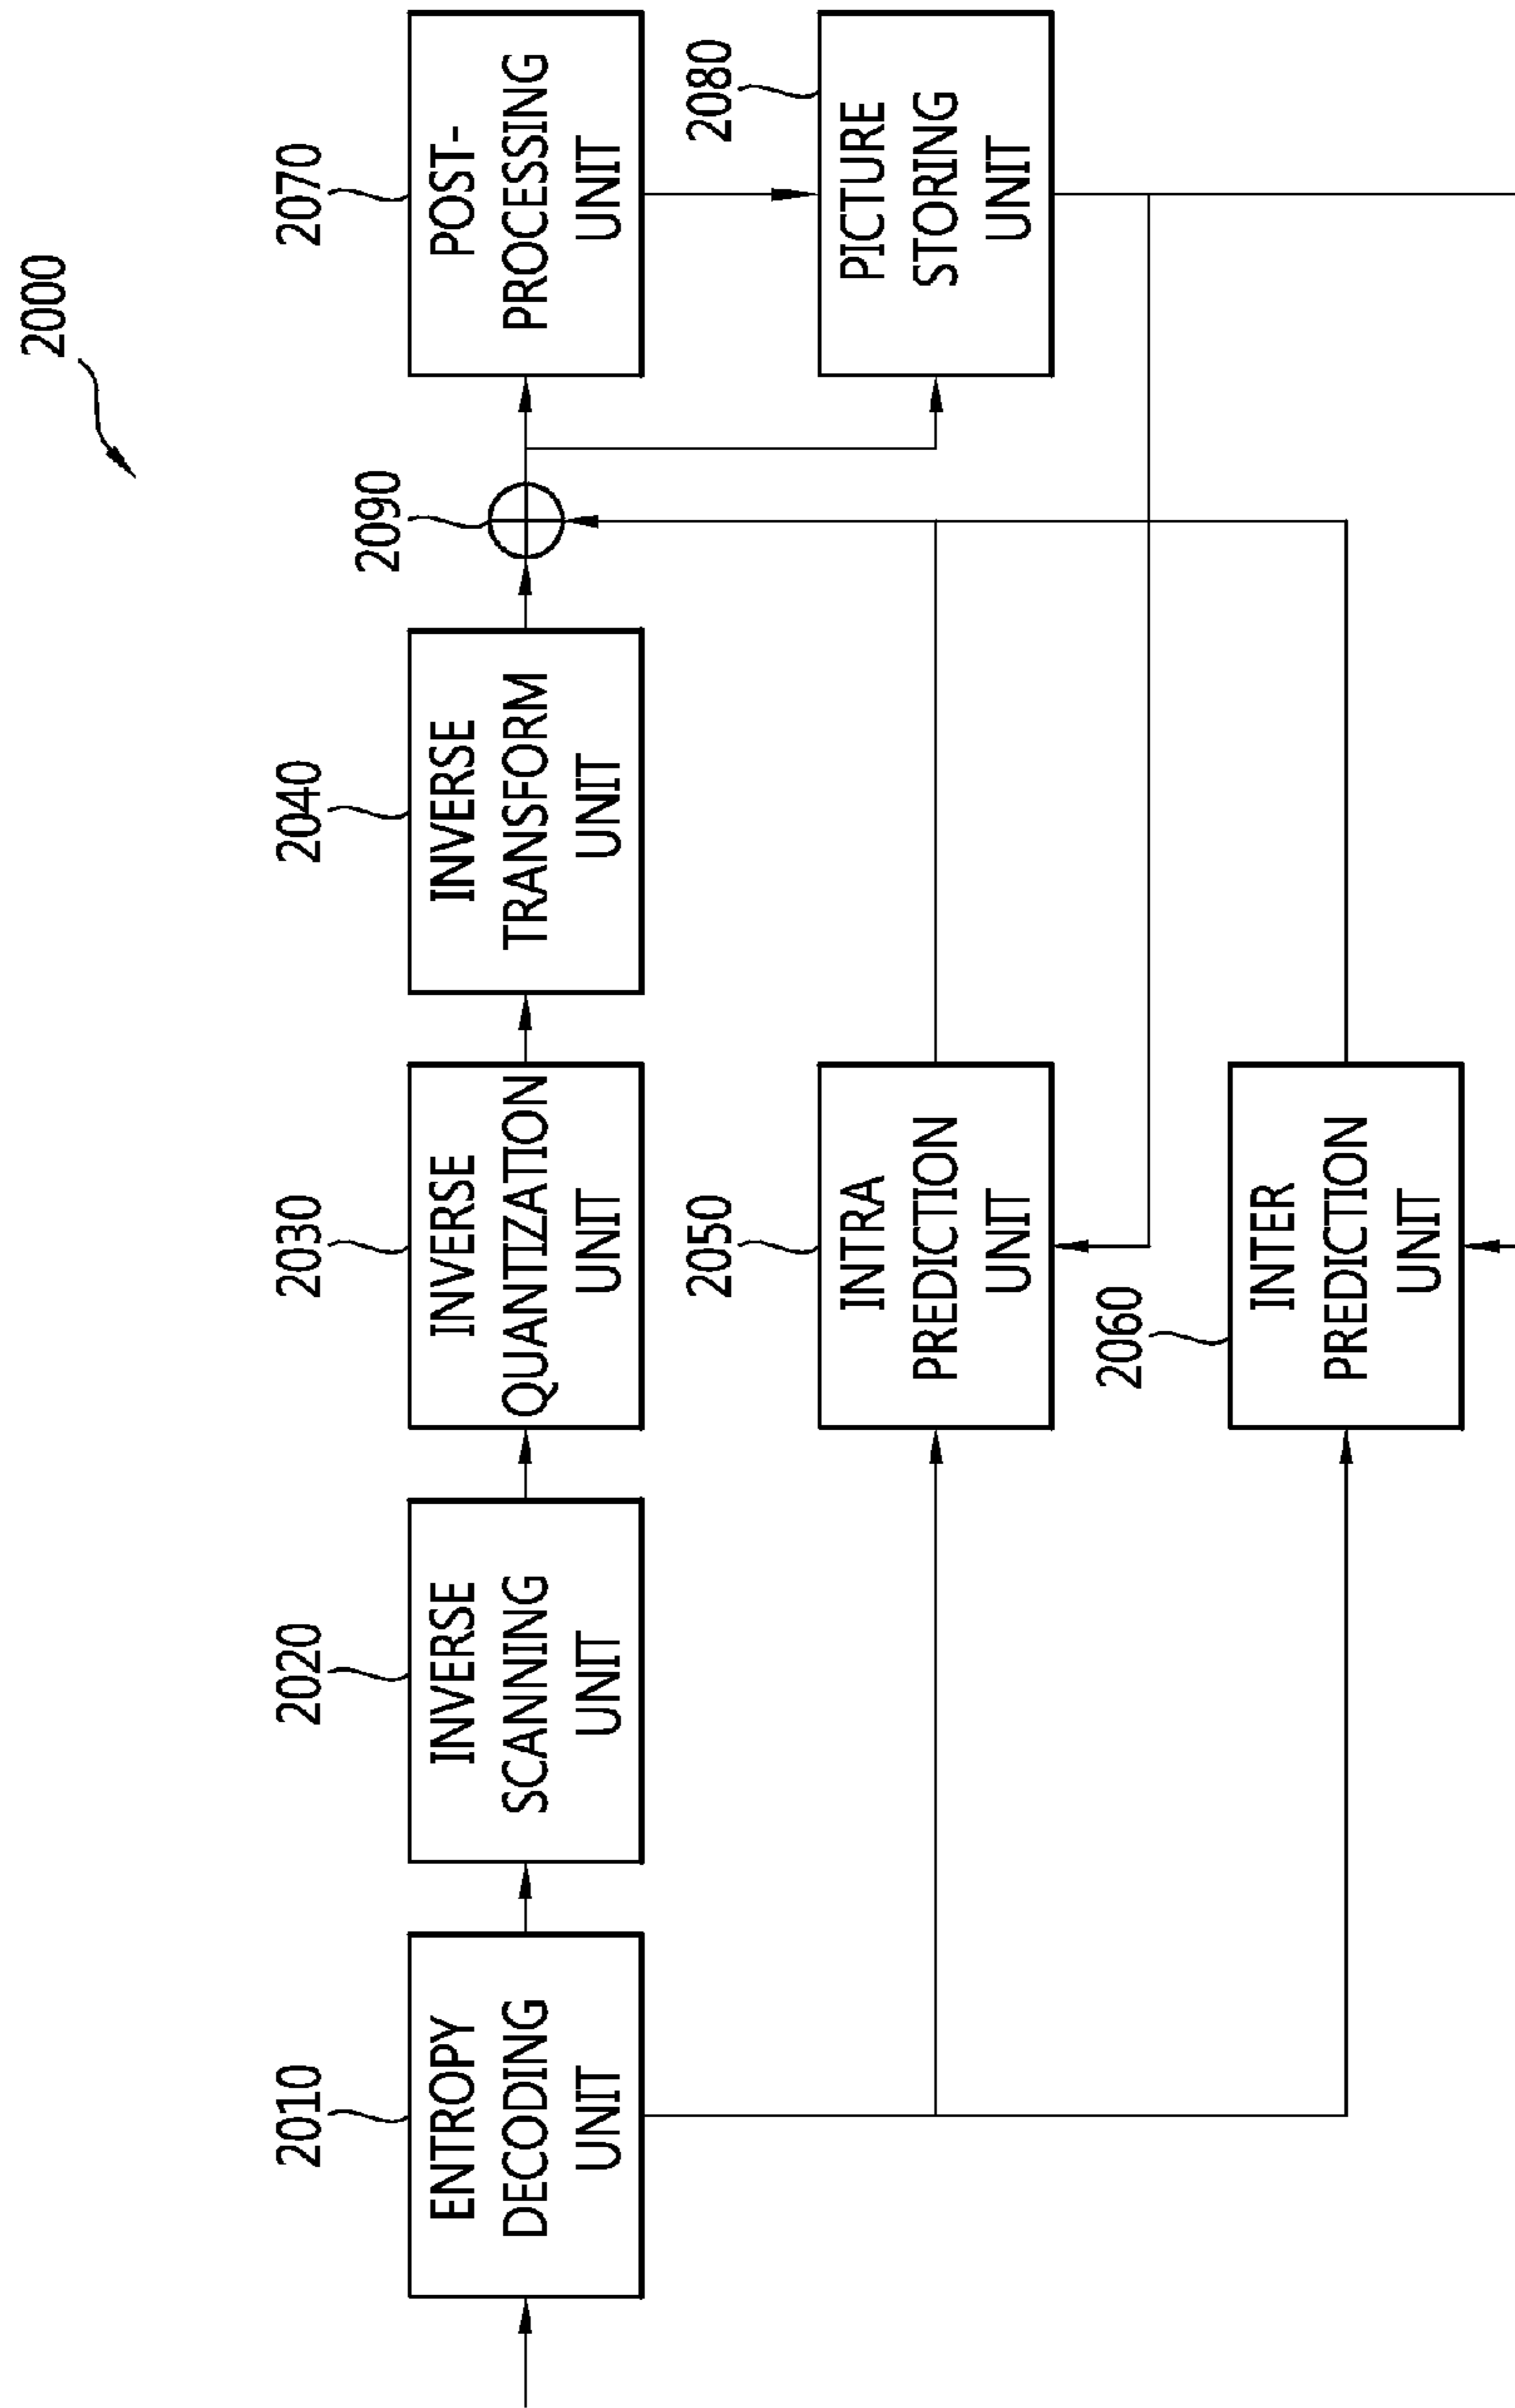 2000
2010
ENTROPY
DECODING
UNIT
2020
INVERSE
SCANNING
UNIT
2030
INVERSE
QUANTIZATION
UNIT
2040
INVERSE
TRANSFORM
UNIT
2090
2070
POST-
PROCESSING
UNIT
2050
INTRA
PREDICTION
UNIT
2080
PICTURE
STORING
UNIT
2060
INTER
PREDICTION
UNIT